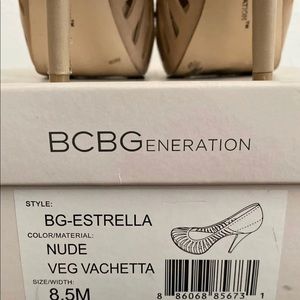 BCBGENERATION
STYLE:
BG-ESTRELLA
COLOR/MATERIAL:
NUDE
VEG VACHETTA
SIZE/WIDTH:
8.5M
8 86068 85673 1